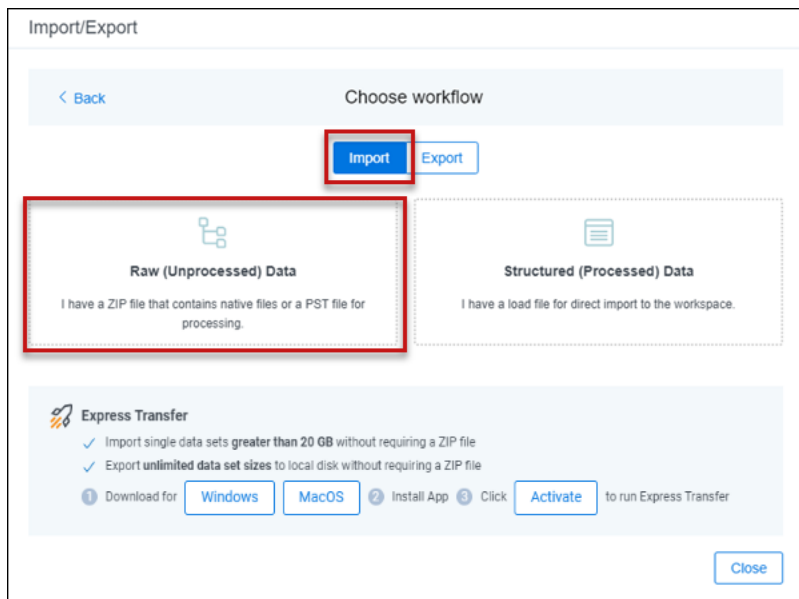 Import/Export
< Back
Choose workflow
Import Export
Raw (Unprocessed) Data
I have a ZIP file that contains native files or a PST file for
processing.
Structured (Processed) Data
I have a load file for direct import to the workspace.
Express Transfer
✓ Import single data sets greater than 20 GB without requiring a ZIP file
✓ Export unlimited data set sizes to local disk without requiring a ZIP file
1 Download for Windows MacOS 2 Install App 3 Click Activate to run Express Transfer
Close